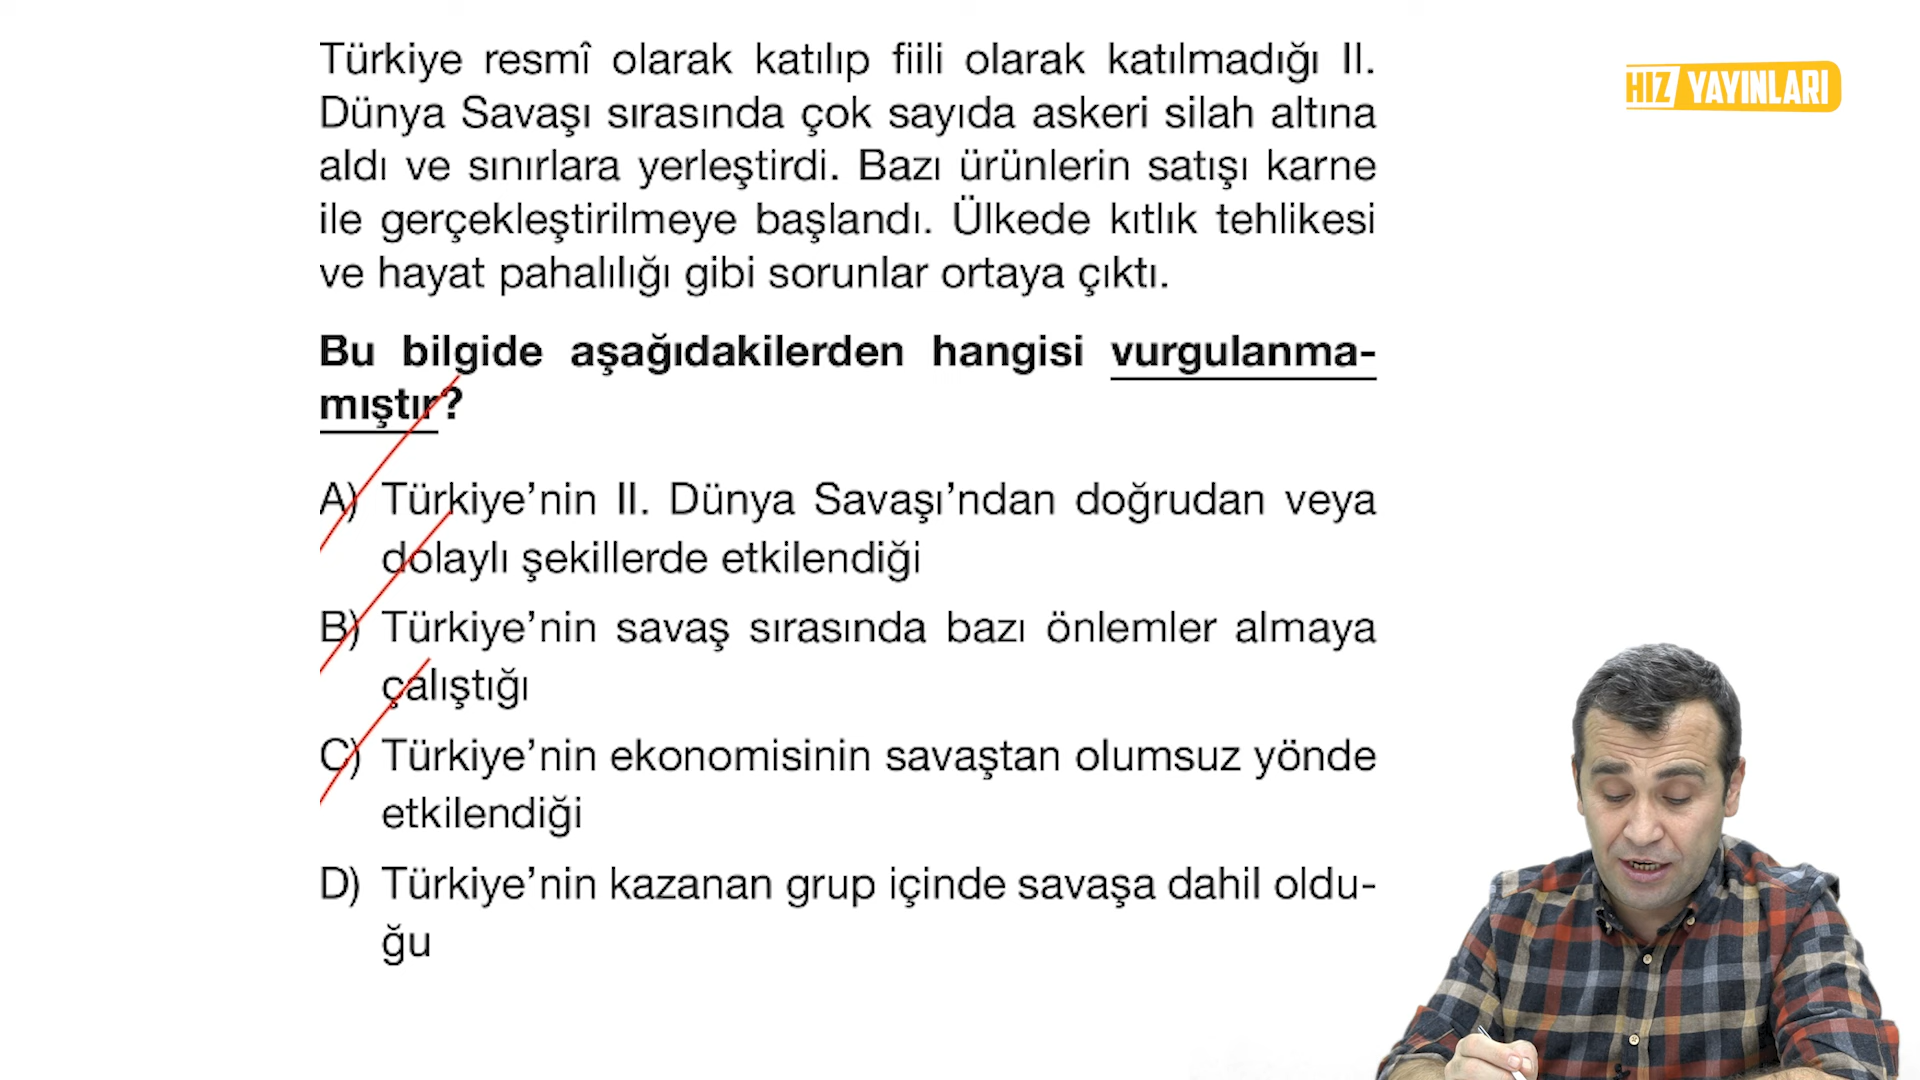 Türkiye resmî olarak katılıp fiili olarak katılmadığı II.
Dünya Savaşı sırasında çok sayıda askeri silah altına
aldı ve sınırlara yerleştirdi. Bazı ürünlerin satışı karne
ile gerçekleştirilmeye başlandı. Ülkede kıtlık tehlikesi
ve hayat pahalılığı gibi sorunlar ortaya çıktı.
Bu bilgide aşağıdakilerden hangisi vurgulanma-
mıştır?
A) Türkiye’nin II. Dünya Savaşı’ndan doğrudan veya
dolaylı şekillerde etkilendiği
B) Türkiye’nin savaş sırasında bazı önlemler almaya
çalıştığı
C) Türkiye’nin ekonomisinin savaştan olumsuz yönde
etkilendiği
D) Türkiye’nin kazanan grup içinde savaşa dahil oldu-
ğu
HIZ YAYINLARI